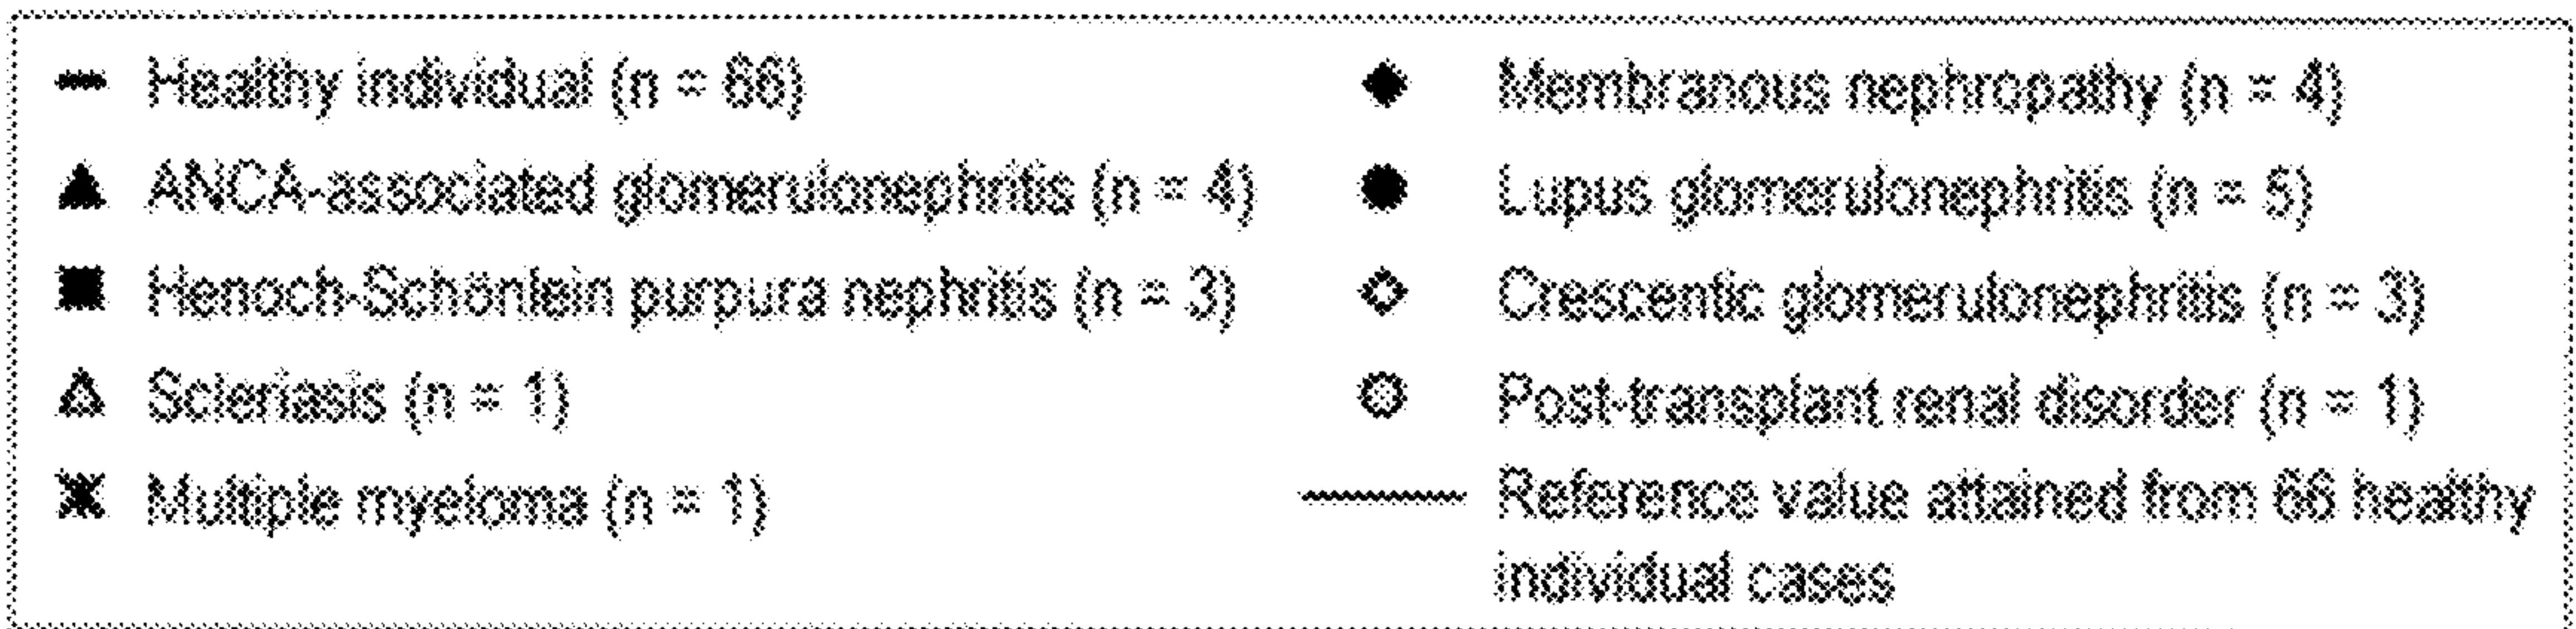 Healthy individual (n = 66)
ANCA-associated glomerulonephritis (n = 4)
Henoch-Schönlein purpura nephritis (n = 3)
Scleriasis (n = 1)
Multiple myeloma (n = 1)
Membranous nephropathy (n = 4)
Lupus glomerulonephritis (n = 5)
Crescentic glomerulonephritis (n = 3)
Post-transplant renal disorder (n = 1)
Reference value attained from 66 healthy
individual cases